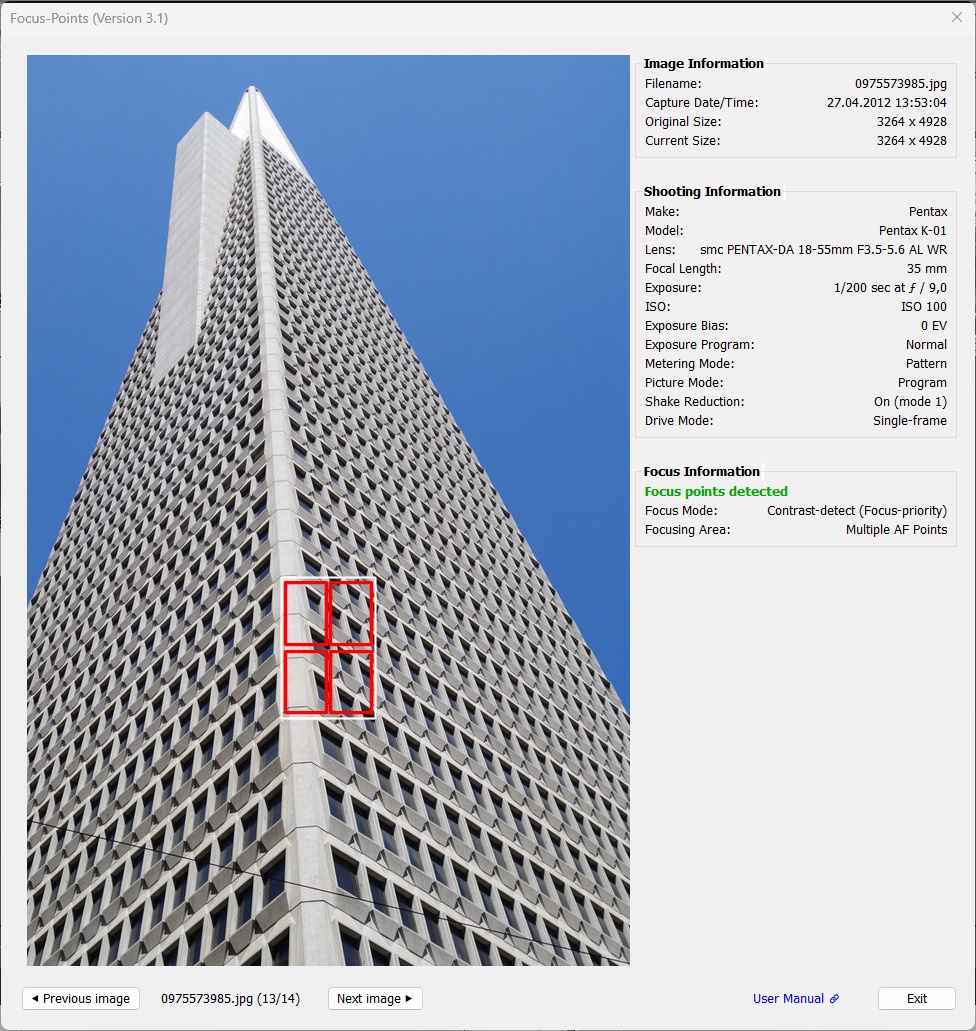 Focus-Points (Version 3.1)
Image Information
Filename: 0975573985.jpg
Capture Date/Time: 27.04.2012 13:53:04
Original Size: 3264 x 4928
Current Size: 3264 x 4928
Shooting Information
Make: Pentax
Model: Pentax K-01
Lens: smc PENTAX-DA 18-55mm F3.5-5.6 AL WR
Focal Length: 35 mm
Exposure: 1/200 sec at ƒ / 9,0
ISO: ISO 100
Exposure Bias: 0 EV
Exposure Program: Normal
Metering Mode: Pattern
Picture Mode: Program
Shake Reduction: On (mode 1)
Drive Mode: Single-frame
Focus Information
Focus points detected
Focus Mode: Contrast-detect (Focus-priority)
Focusing Area: Multiple AF Points
Previous image 0975573985.jpg (13/14) Next image User Manual Exit